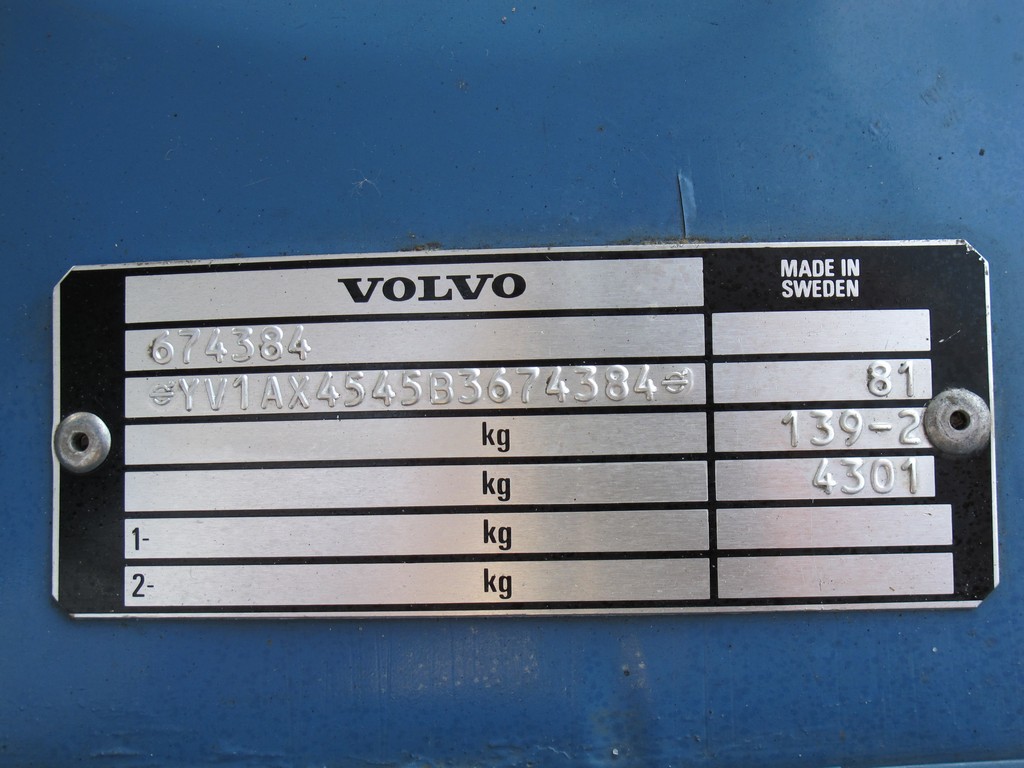 VOLVO
MADE IN
SWEDEN
674384
YV1AX4545B3674384 81
kg 139-2
kg 4301
1- kg
2- kg